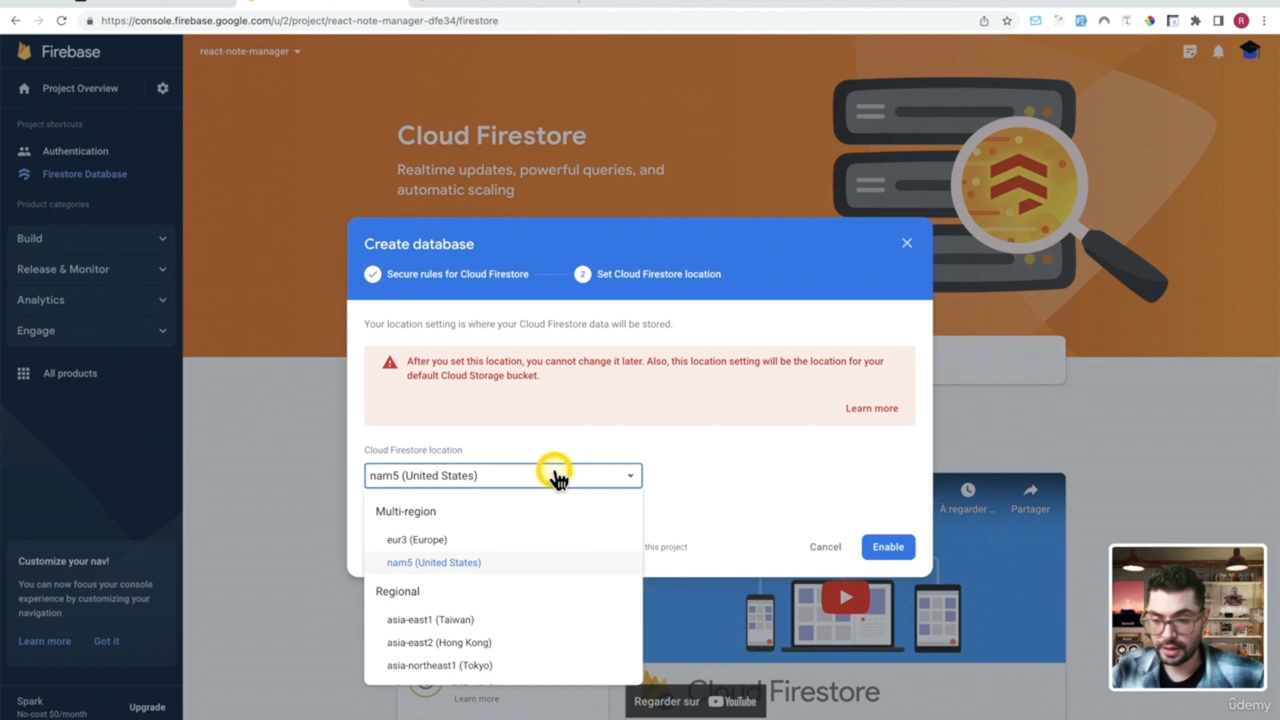 https://console.firebase.google.com/u/2/project/react-note-manager-dfe34/firestore
R
Firebase
react-note-manager
Project Overview
Project shortcuts
Authentication
Firestore Database
Product categories
Build
Release & Monitor
Analytics
Engage
All products
Customize your nav!
You can now focus your console
experience by customizing your
navigation
Learn more
Got it
Spark
No-cost $0/month
Upgrade
Cloud Firestore
Realtime updates, powerful queries, and
automatic scaling
Create database
Secure rules for Cloud Firestore
2
Set Cloud Firestore location
Your location setting is where your Cloud Firestore data will be stored.
After you set this location, you cannot change it later. Also, this location setting will be the location for your
default Cloud Storage bucket.
Learn more
Cloud Firestore location
nam5 (United States)
Multi-region
eur3 (Europe)
nam5 (United States)
Regional
asia-east1 (Taiwan)
asia-east2 (Hong Kong)
asia-northeast1 (Tokyo)
this project
Cancel
Enable
À regarder ...
Partager
Learn more
Cloud Firestore
Regarder sur
YouTube
ûdemy